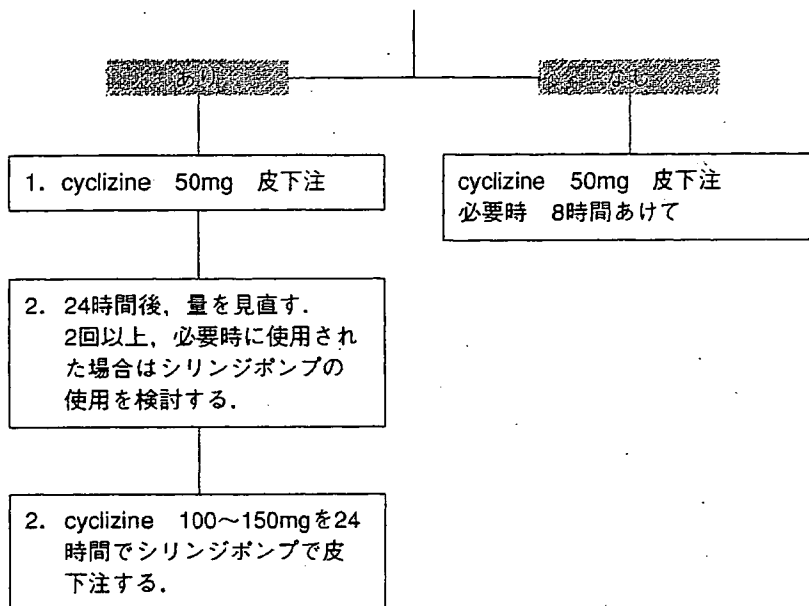 あり
なし
1. cyclizine 50mg 皮下注
cyclizine 50mg 皮下注
必要時 8時間あけて
2. 24時間後，量を見直す．
2回以上，必要時に使用され
た場合はシリンジポンプの
使用を検討する．
2. cyclizine 100～150mgを24
時間でシリンジポンプで皮
下注する．